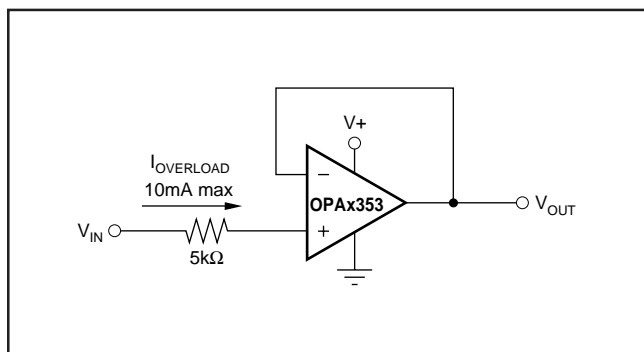 V+
I_OVERLOAD
10mA max
−
OPAx353
V_OUT
V_IN
+
5kΩ